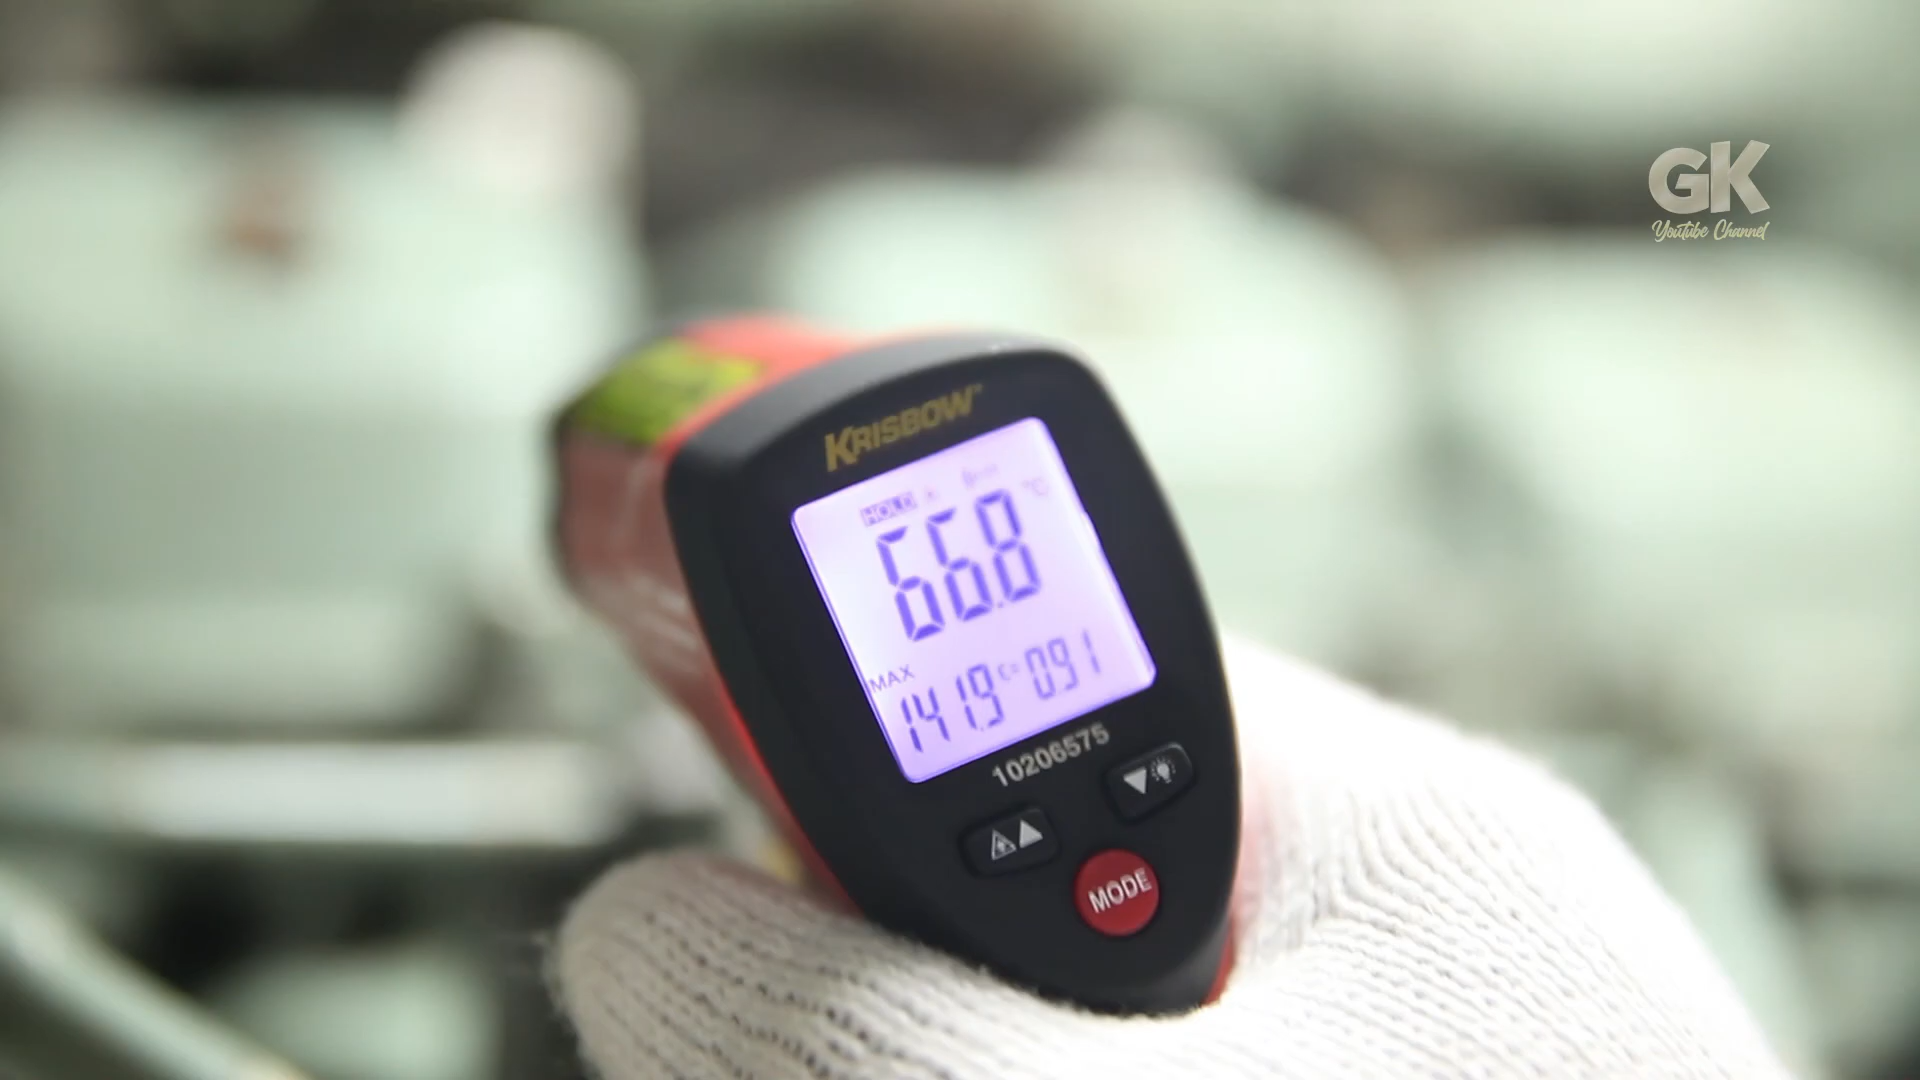 GK
Youtube Channel
KRISBOW
HOLD
°C
66.8
MAX
141.9 ε= 0.91
10206575
MODE